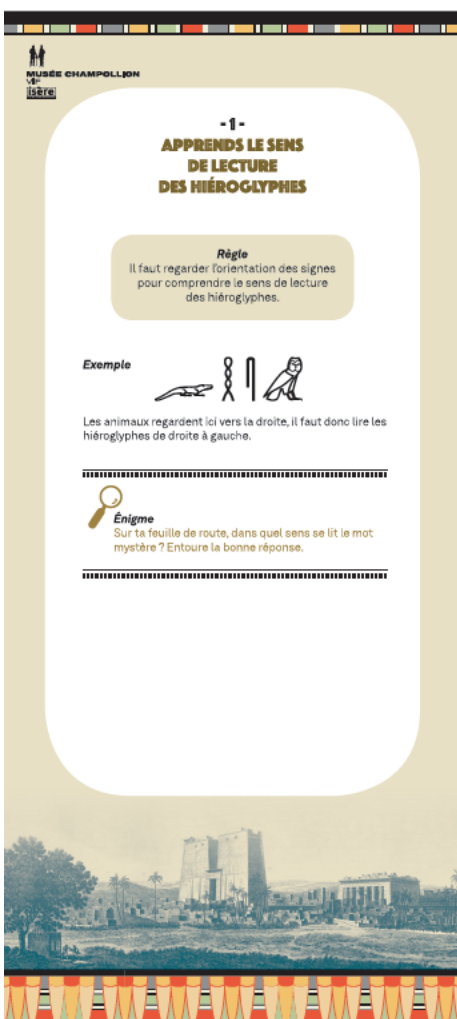 MUSÉE CHAMPOLLION
VIF
isère
- 1 -
APPRENDS LE SENS
DE LECTURE
DES HIÉROGLYPHES
Règle
Il faut regarder l'orientation des signes
pour comprendre le sens de lecture
des hiéroglyphes.
Exemple
Les animaux regardent ici vers la droite, il faut donc lire les
hiéroglyphes de droite à gauche.
Énigme
Sur ta feuille de route, dans quel sens se lit le mot
mystère ? Entoure la bonne réponse.